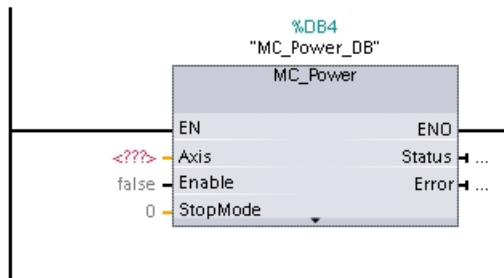 %DB4
"MC_Power_DB"
MC_Power
EN ENO
<???> Axis Status ...
false Enable Error ...
0 StopMode